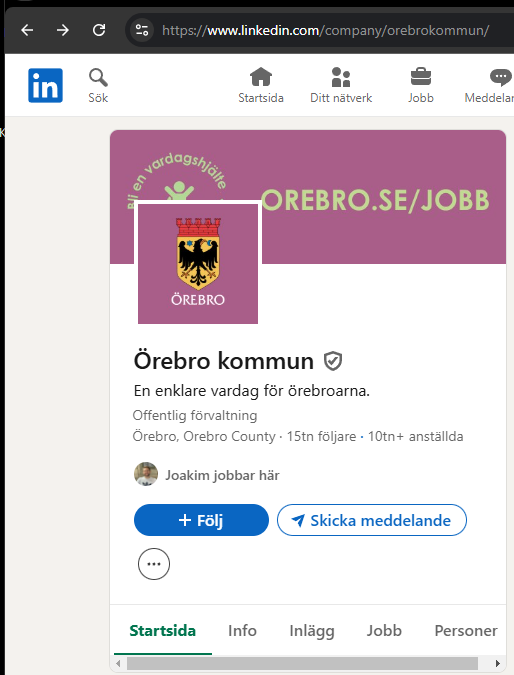 https://www.linkedin.com/company/orebrokommun/
in
Sök
Startsida
Ditt nätverk
Jobb
K
Bli en vardagshjälte
OREBRO.SE/JOBB
ÖREBRO
Örebro kommun
En enklare vardag för örebroarna.
Offentlig förvaltning
Örebro, Orebro County · 15tn följare · 10tn+ anställda
Joakim jobbar här
+ Följ
Skicka meddelande
Startsida
Info
Inlägg
Jobb
Personer